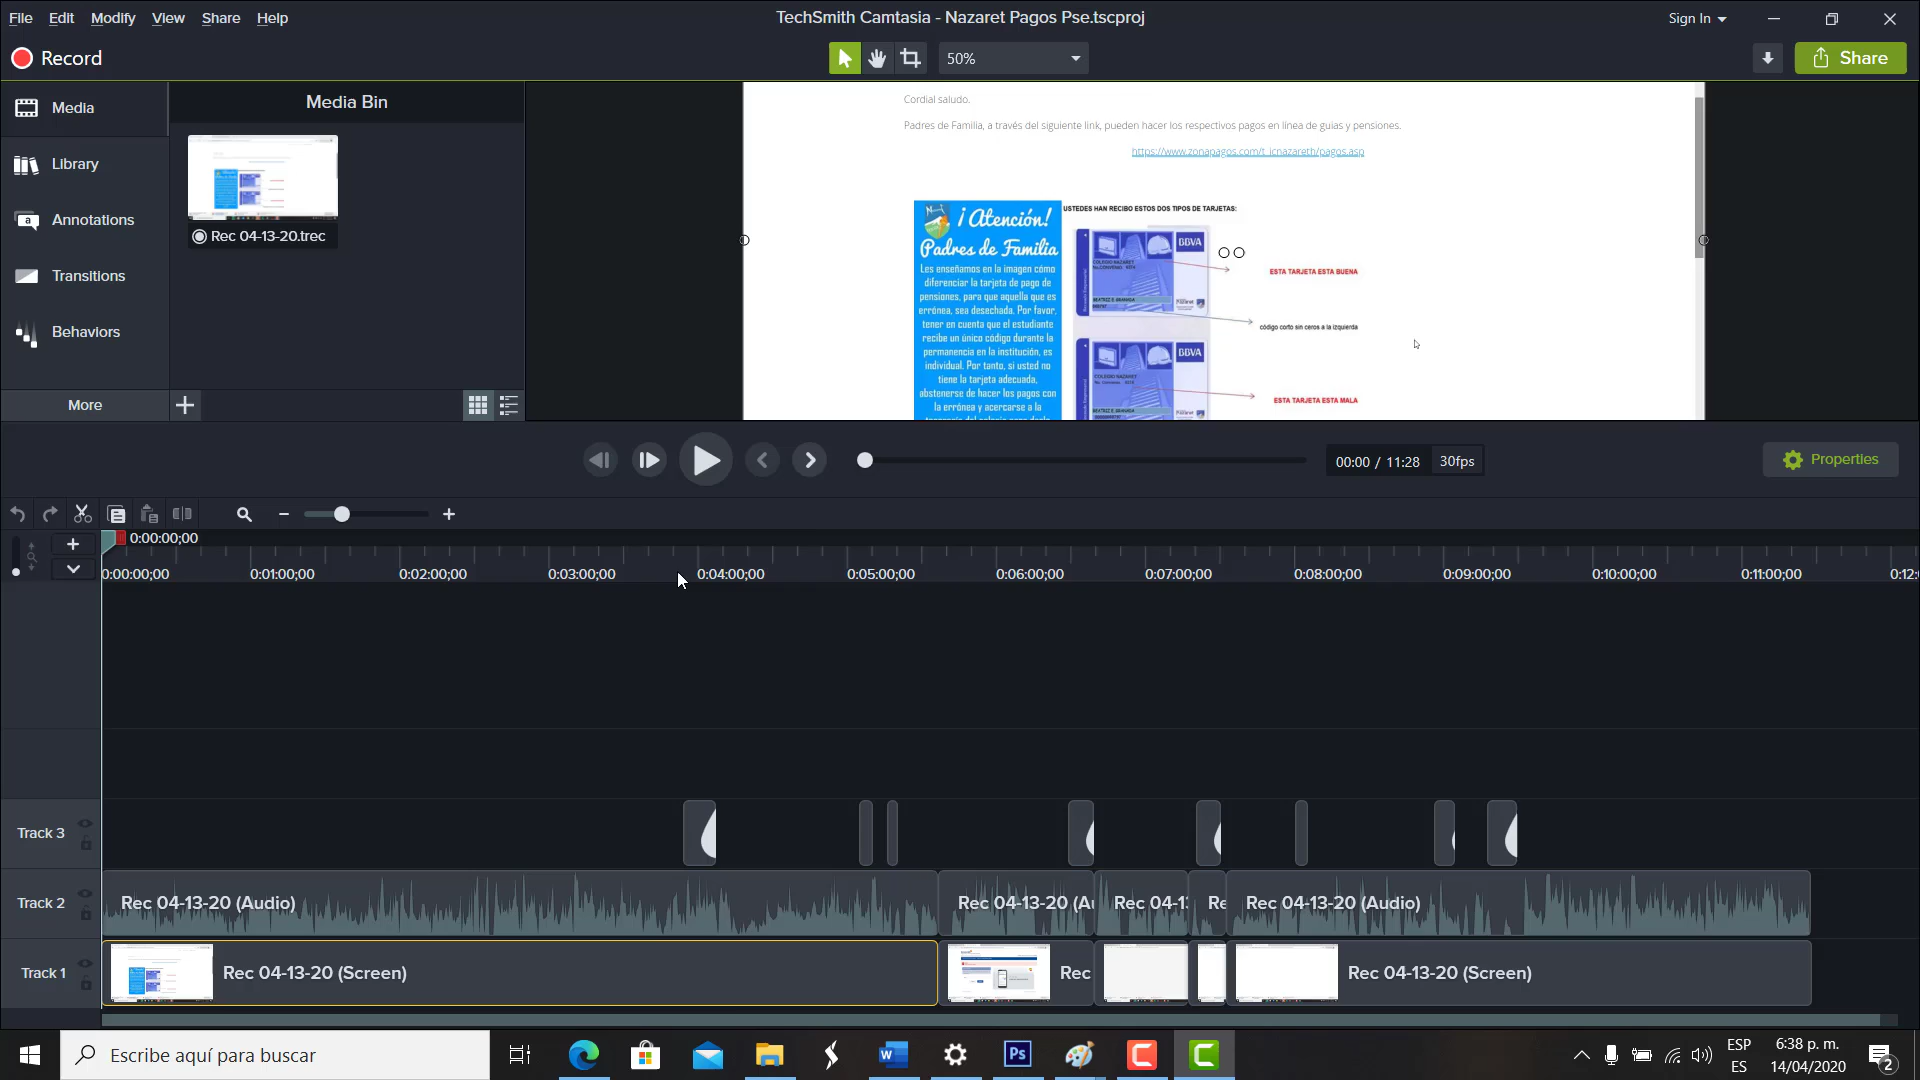 File Edit Modify View Share Help
TechSmith Camtasia - Nazaret Pagos Pse.tscproj
Sign In
Record
50%
Share
Media
Media Bin
Library
Annotations
Transitions
Behaviors
More
Rec 04-13-20.trec
Cordial saludo.
Padres de Familia, a través del siguiente link, pueden hacer los respectivos pagos en línea de guías y pensiones.
https://www.zonapagos.com/t_icnazareth/pagos.asp
¡Atención!
Padres de Familia
Les enseñamos en la imagen cómo
diferenciar la tarjeta de pago de
pensiones, para que aquella que es
errónea, sea desechada. Por favor,
tener en cuenta que el estudiante
recibe un único código durante la
permanencia en la institución, es
individual. Por tanto, si usted no
tiene la tarjeta adecuada,
abstenerse de hacer los pagos con
la errónea y acercarse a la
USTEDES HAN RECIBO ESTOS DOS TIPOS DE TARJETAS:
BBVA
COLEGIO NAZARET
ESTA TARJETA ESTA BUENA
código corto sin ceros a la izquierda
BBVA
COLEGIO NAZARET
ESTA TARJETA ESTA MALA
00:00 / 11:28 30fps
Properties
0:00:00;00
0:00:00;00 0:01:00;00 0:02:00;00 0:03:00;00 0:04:00;00 0:05:00;00 0:06:00;00 0:07:00;00 0:08:00;00 0:09:00;00 0:10:00;00 0:11:00;00 0:12:
Track 3
Track 2
Rec 04-13-20 (Audio) Rec 04-13-20 (Au Rec 04-1 Re Rec 04-13-20 (Audio)
Track 1
Rec 04-13-20 (Screen) Rec Rec 04-13-20 (Screen)
Escribe aquí para buscar
W
Ps
C
C
ESP
ES
6:38 p. m.
14/04/2020
2